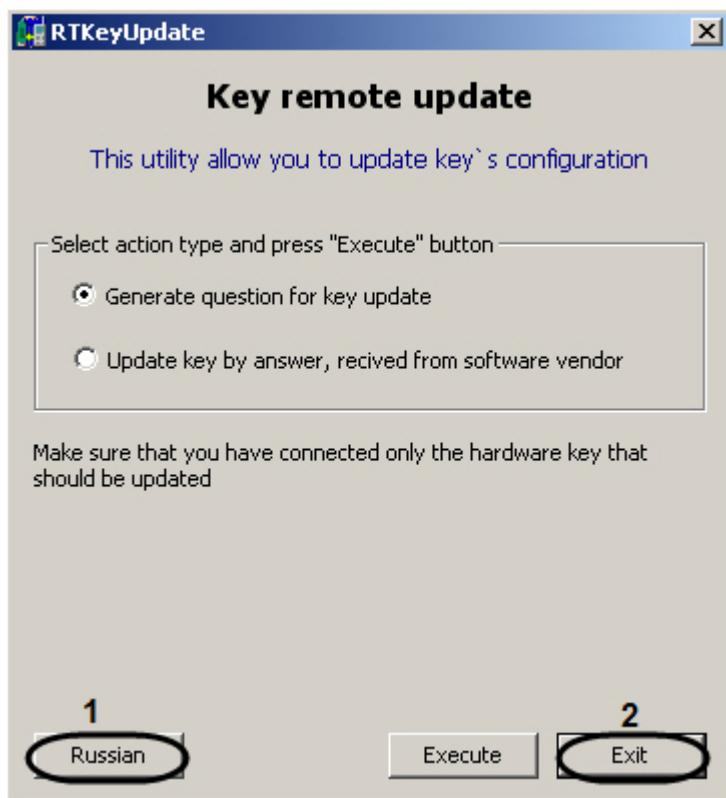 RTKeyUpdate
Key remote update
This utility allow you to update key`s configuration
Select action type and press "Execute" button
Generate question for key update
Update key by answer, recived from software vendor
Make sure that you have connected only the hardware key that
should be updated
1
2
Russian
Execute
Exit